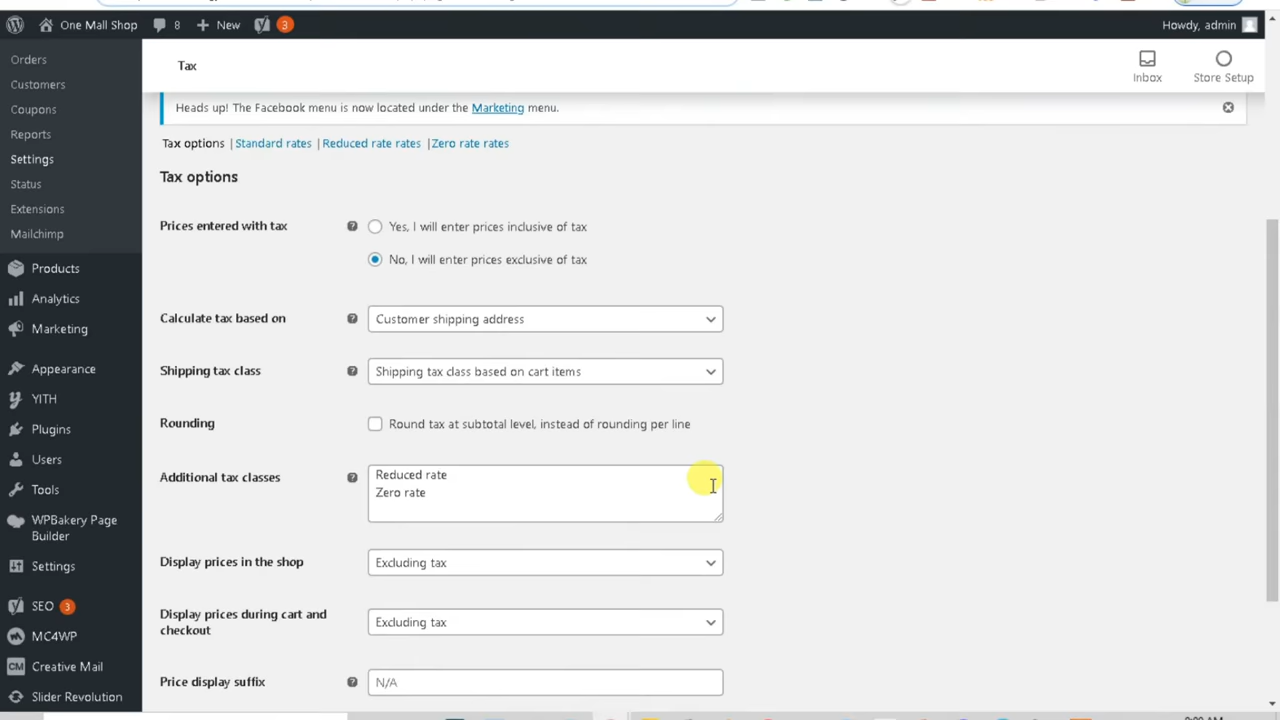 One Mall Shop 8 New 3 Howdy, admin
Orders
Customers
Coupons
Reports
Settings
Status
Extensions
Mailchimp
Products
Analytics
Marketing
Appearance
YITH
Plugins
Users
Tools
WPBakery Page
Builder
Settings
SEO 3
MC4WP
CM Creative Mail
Slider Revolution
Tax
Inbox
Store Setup
Heads up! The Facebook menu is now located under the Marketing menu.
Tax options | Standard rates | Reduced rate rates | Zero rate rates
Tax options
Prices entered with tax ? Yes, I will enter prices inclusive of tax
No, I will enter prices exclusive of tax
Calculate tax based on ? Customer shipping address
Shipping tax class ? Shipping tax class based on cart items
Rounding Round tax at subtotal level, instead of rounding per line
Additional tax classes ? Reduced rate
Zero rate
Display prices in the shop Excluding tax
Display prices during cart and
checkout Excluding tax
Price display suffix ? N/A